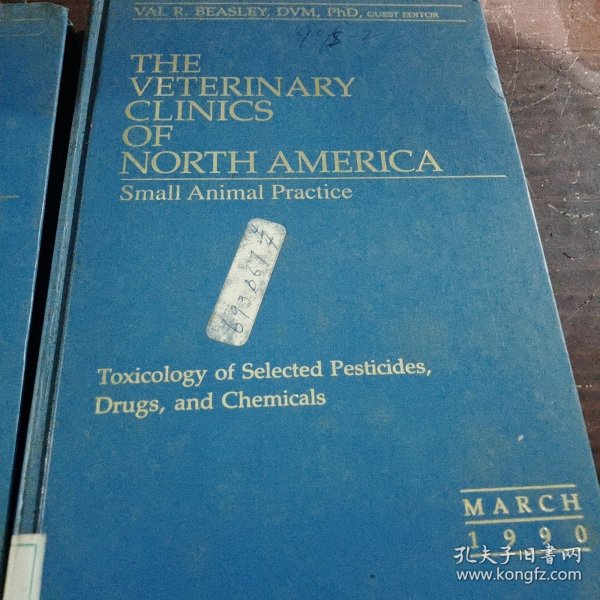 VAL R. BEASLEY, DVM, PhD, GUEST EDITOR
THE
VETERINARY
CLINICS
OF
NORTH AMERICA
Small Animal Practice
Toxicology of Selected Pesticides,
Drugs, and Chemicals
MARCH
1990
孔夫子旧书网
www.kongfz.com